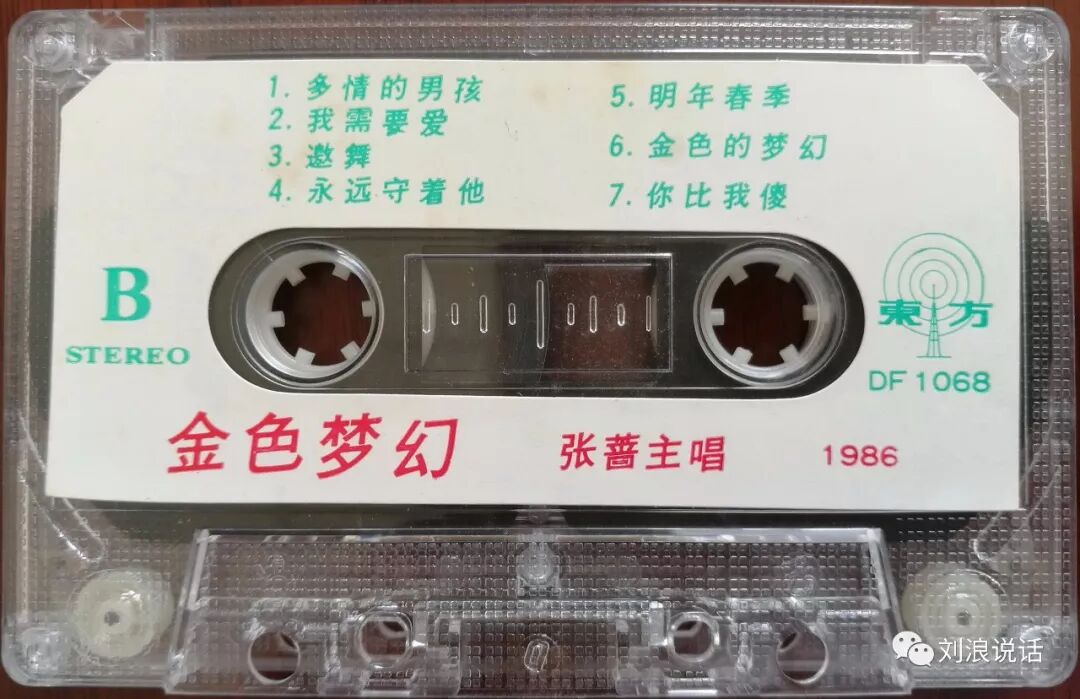 1. 多情的男孩
2. 我需要爱
3. 邀舞
4. 永远守着他
5. 明年春季
6. 金色的梦幻
7. 你比我傻
B
STEREO
東方
DF 1068
金色梦幻
张蔷主唱
1986
刘浪说话